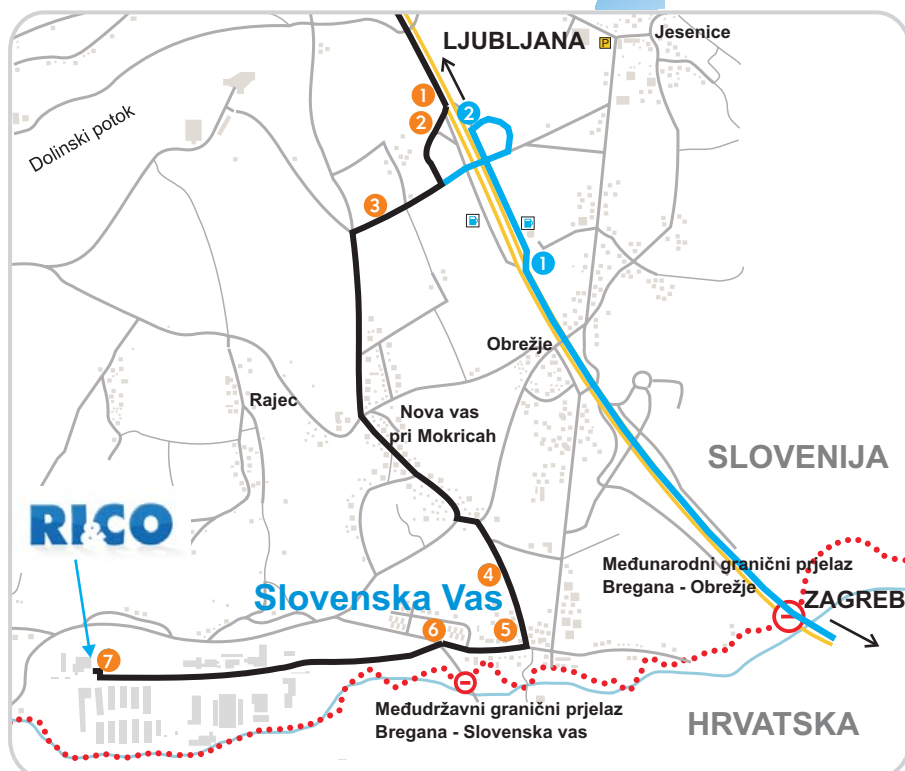 LJUBLJANA
P
Jesenice
Dolinski potok
1
2
2
3
1
Obrežje
Rajec
Nova vas
pri Mokricah
SLOVENIJA
RI&CO
Međunarodni granični prjelaz
Bregana - Obrežje
ZAGREB
4
Slovenska Vas
5
6
7
Međudržavni granični prjelaz
Bregana - Slovenska vas
HRVATSKA